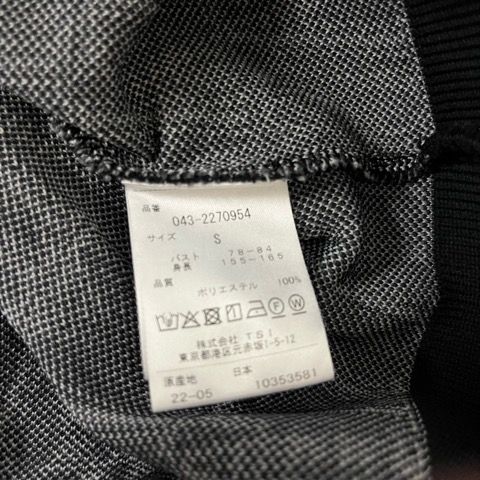 品番
043-2270954
サイズ
S
バスト 78-84
身長 155-165
品質
ポリエステル 100%
F W
株式会社 TSI
東京都港区元赤坂1-5-12
原産地 日本
22-05 10353581